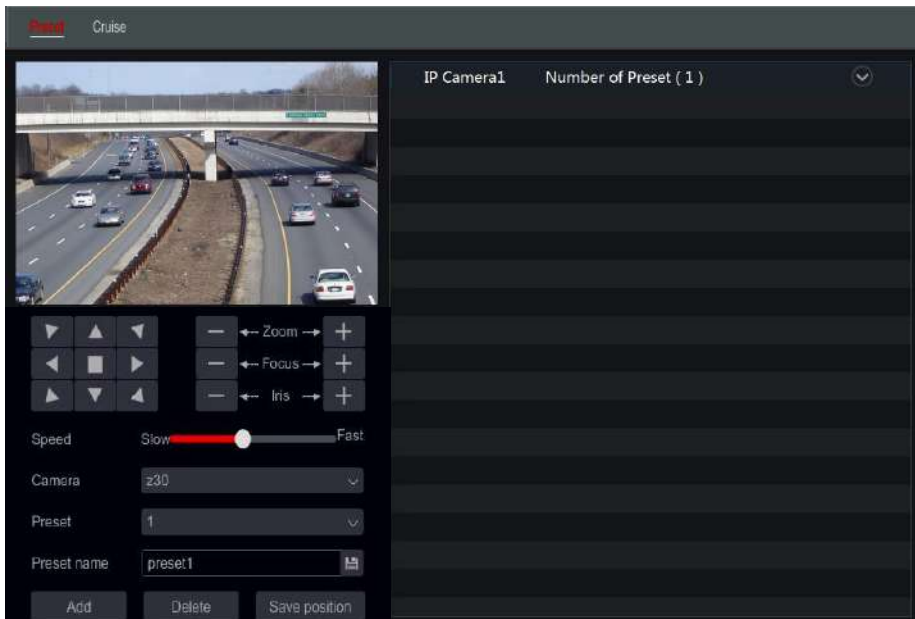 Preset Cruise
IP Camera1 Number of Preset ( 1 )
Zoom
Focus
Iris
Speed Slow Fast
Camera z30
Preset 1
Preset name preset1
Add Delete Save position